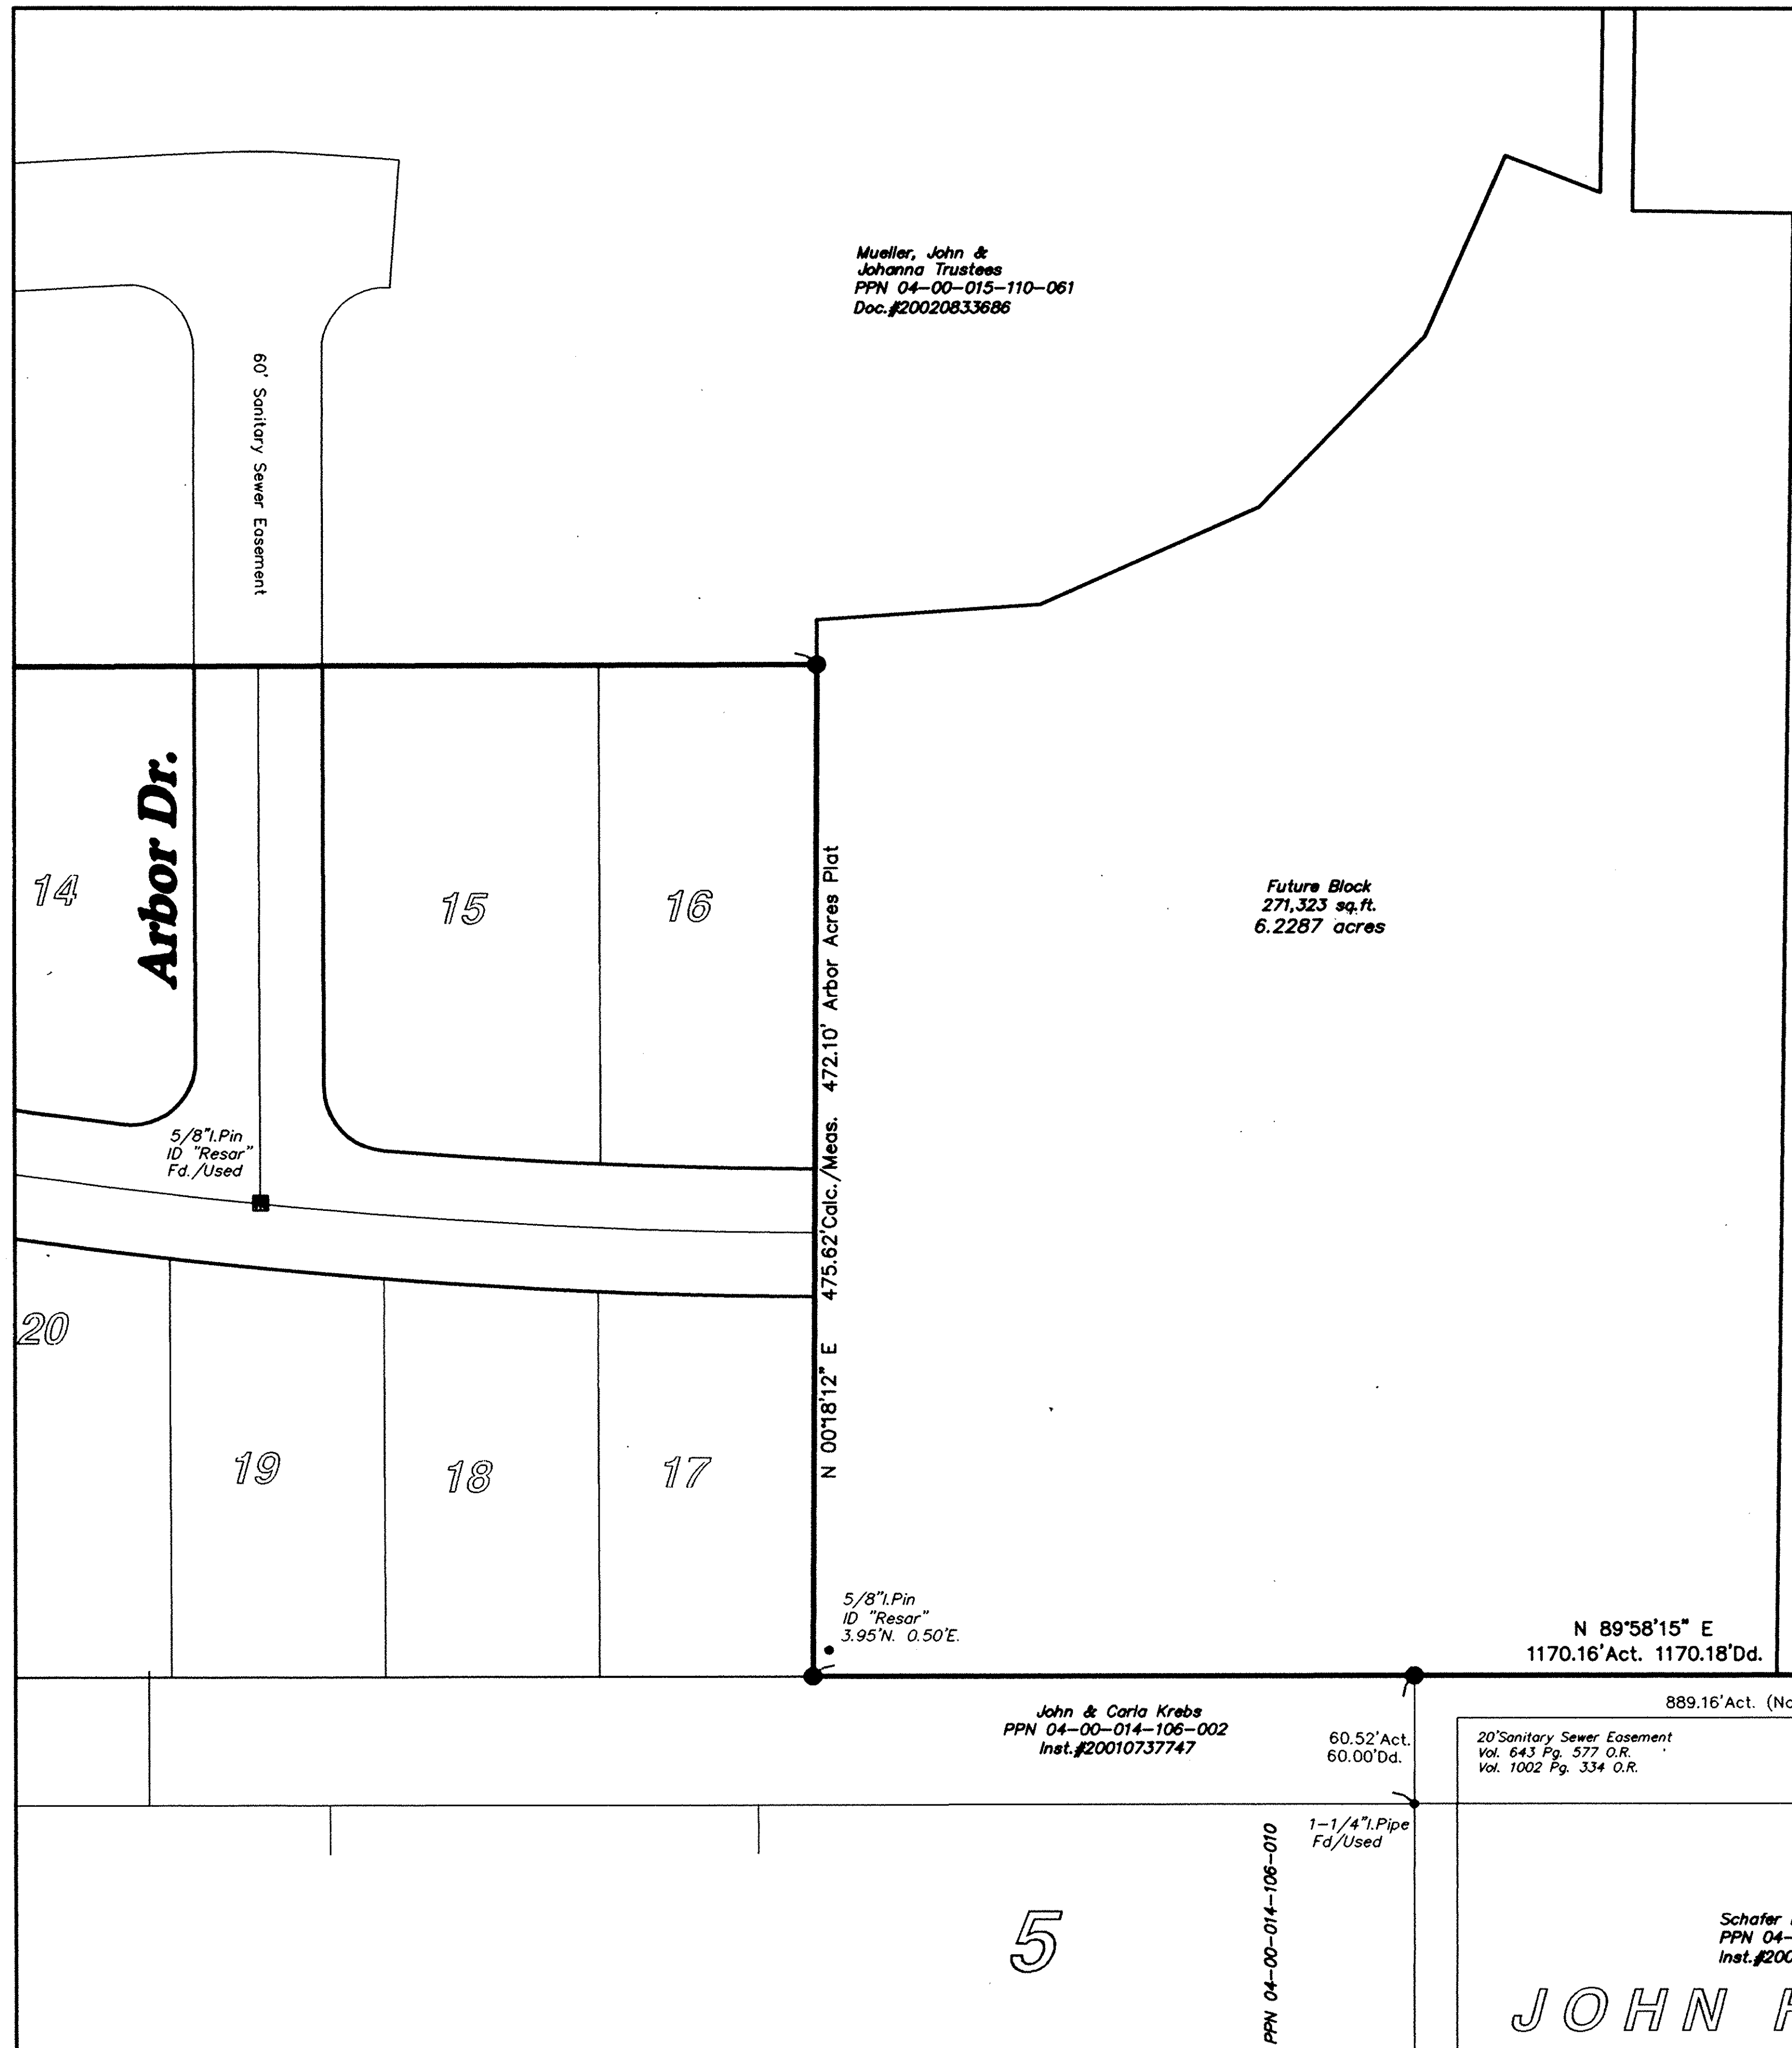 Mueller, John &
Johanna Trustees
PPN 04-00-015-110-061
Doc.#20020833686
60' Sanitary Sewer Easement
Arbor Dr.
14
15
16
N 00°18'12" E 475.62'Calc./Meas. 472.10' Arbor Acres Plat
Future Block
271,323 sq.ft.
6.2287 acres
5/8"I.Pin
ID "Resar"
Fd./Used
20
19
18
17
5/8"I.Pin
ID "Resar"
3.95'N. 0.50'E.
N 89°58'15" E
1170.16'Act. 1170.18'Dd.
889.16'Act.
John & Carla Krebs
PPN 04-00-014-106-002
Inst.#20010737747
60.52'Act.
60.00'Dd.
20'Sanitary Sewer Easement
Vol. 643 Pg. 577 O.R.
Vol. 1002 Pg. 334 O.R.
1-1/4"I.Pipe
Fd/Used
PPN 04-00-014-106-010
5
Schafer
PPN 04-
Inst.#200
JOHN